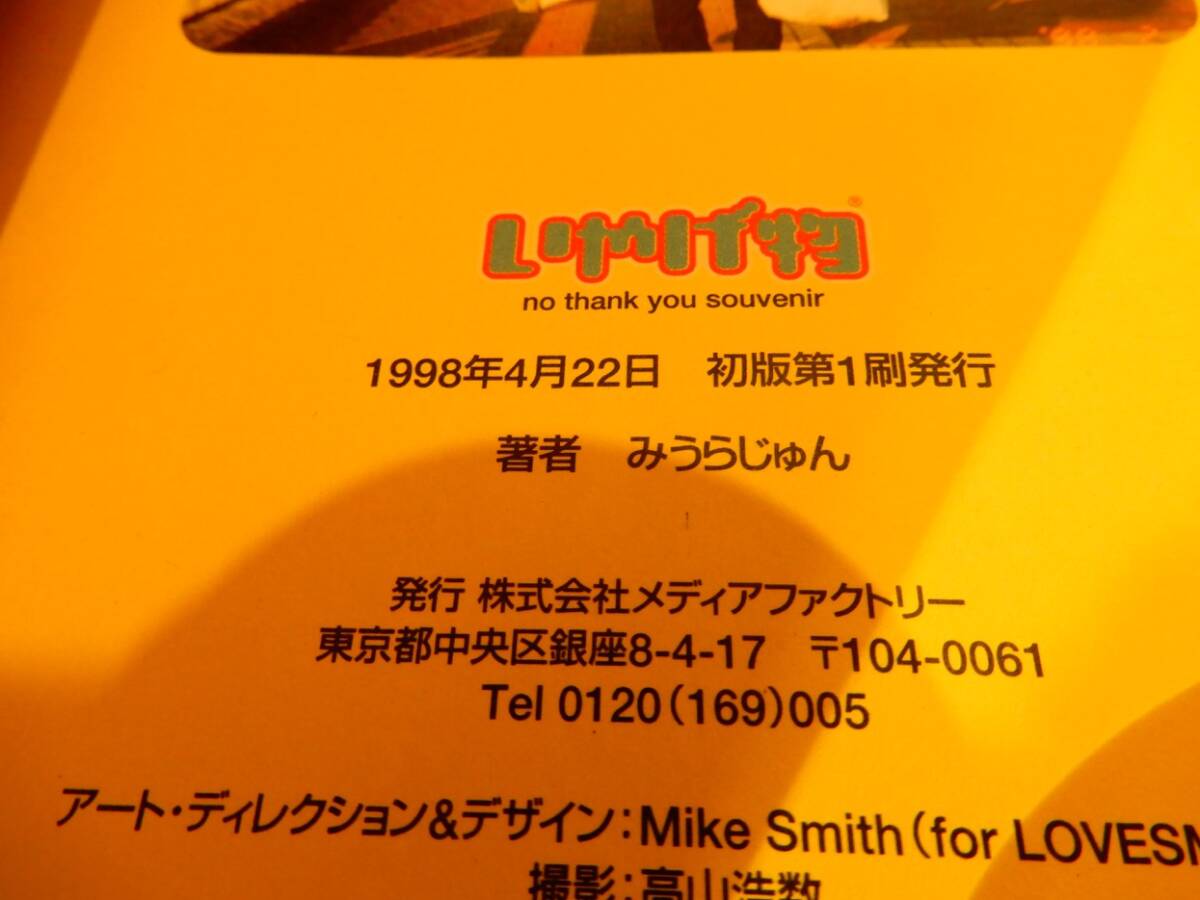 いやげ物®
no thank you souvenir
1998年4月22日　初版第1刷発行
著者　みうらじゅん
発行 株式会社メディアファクトリー
東京都中央区銀座8-4-17　〒104-0061
Tel 0120(169)005
アート・ディレクション&デザイン:Mike Smith(for
撮影:高山浩数